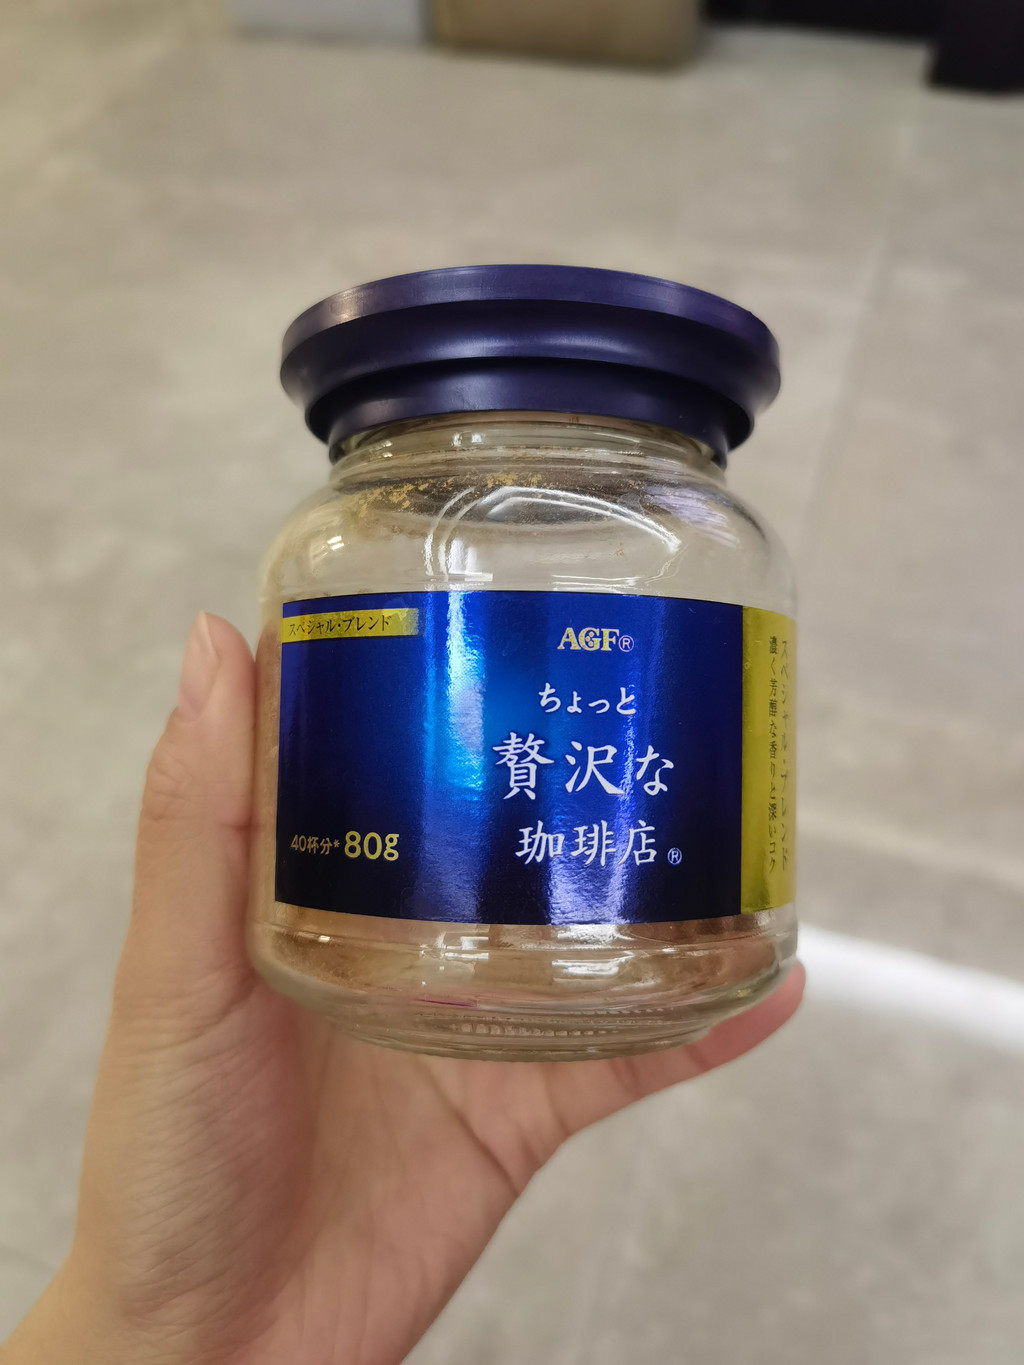 スペシャル・ブレンド
AGF®
ちょっと
贅沢な
珈琲店®
40杯分* 80g
スペシャル・ブレンド
濃く芳醇な香りと深いコク